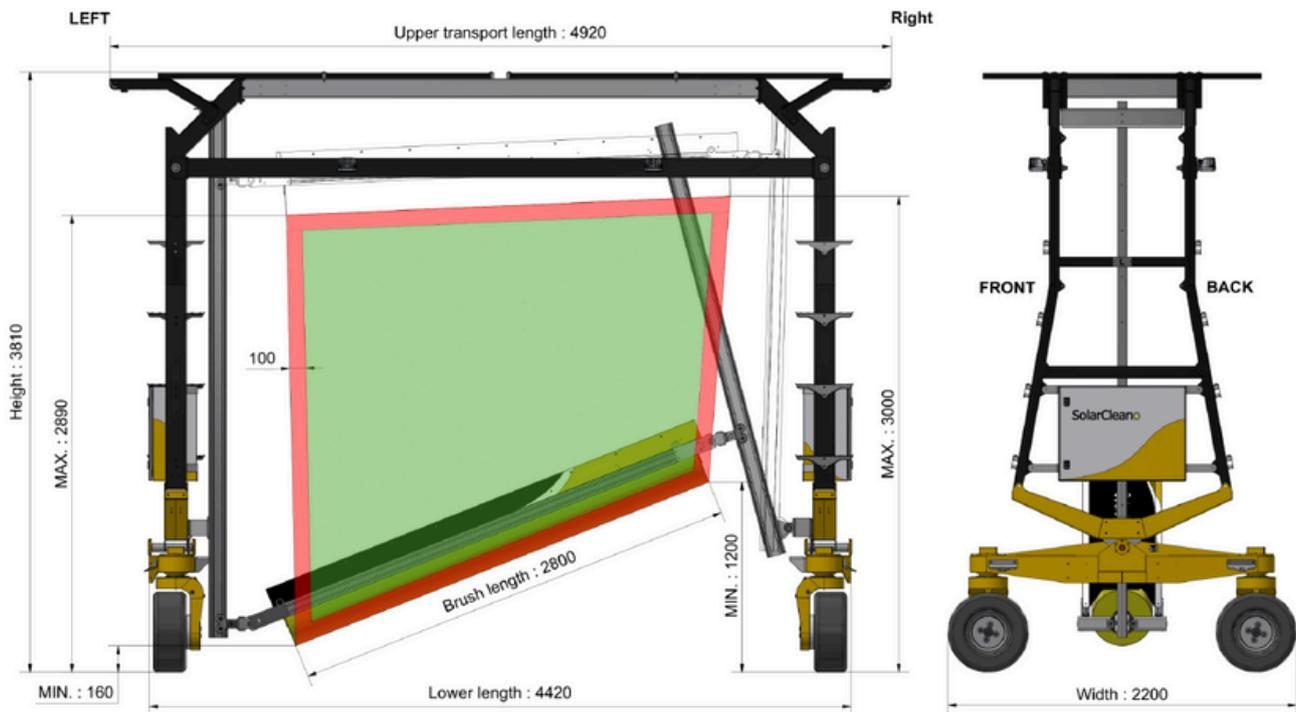 LEFT
Right
Upper transport length : 4920
Height : 3810
MAX. : 2890
100
MAX. : 3000
FRONT
BACK
SolarCleano
Brush length : 2800
MIN. : 1200
MIN. : 160
Lower length : 4420
Width : 2200